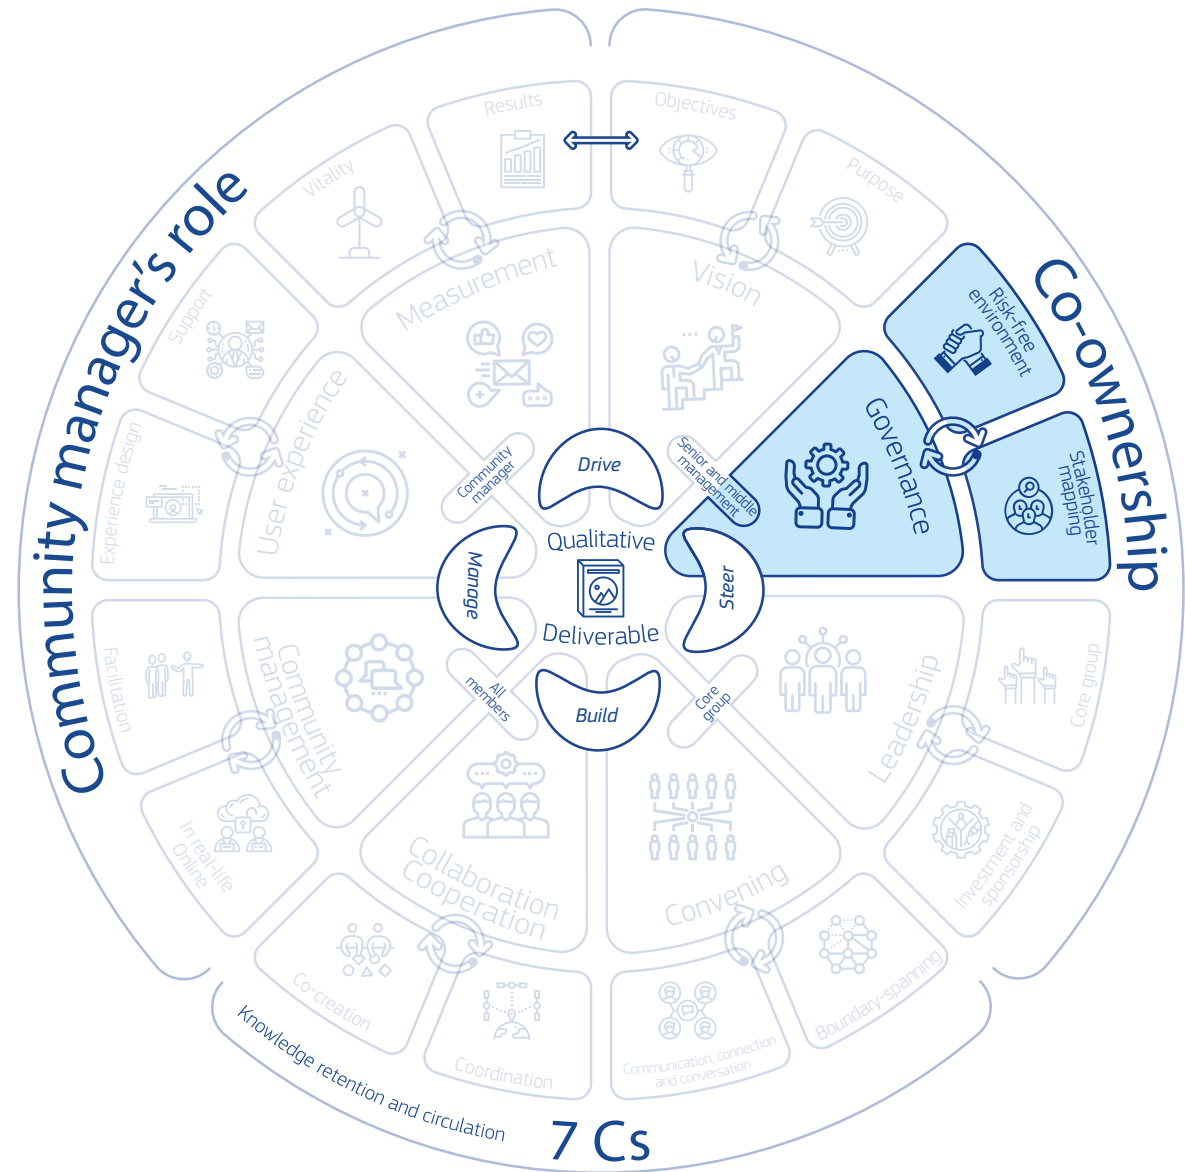 Community manager's role
Co-ownership
Results
Objectives
Vitality
Purpose
Support
Risk-free
environment
Experience design
Stakeholder
mapping
Measurement
Vision
User experience
Governance
Community
manager
Senior and middle
management
Drive
Manage
Qualitative
Deliverable
Steer
Build
All
members
Core
group
Community
management
Leadership
Collaboration
Cooperation
Convening
Facilitation
Core group
In real-life
Online
Investment and
sponsorship
Co-creation
Boundary-spanning
Coordination
Communication, connection
and conversation
Knowledge retention and circulation
7 Cs